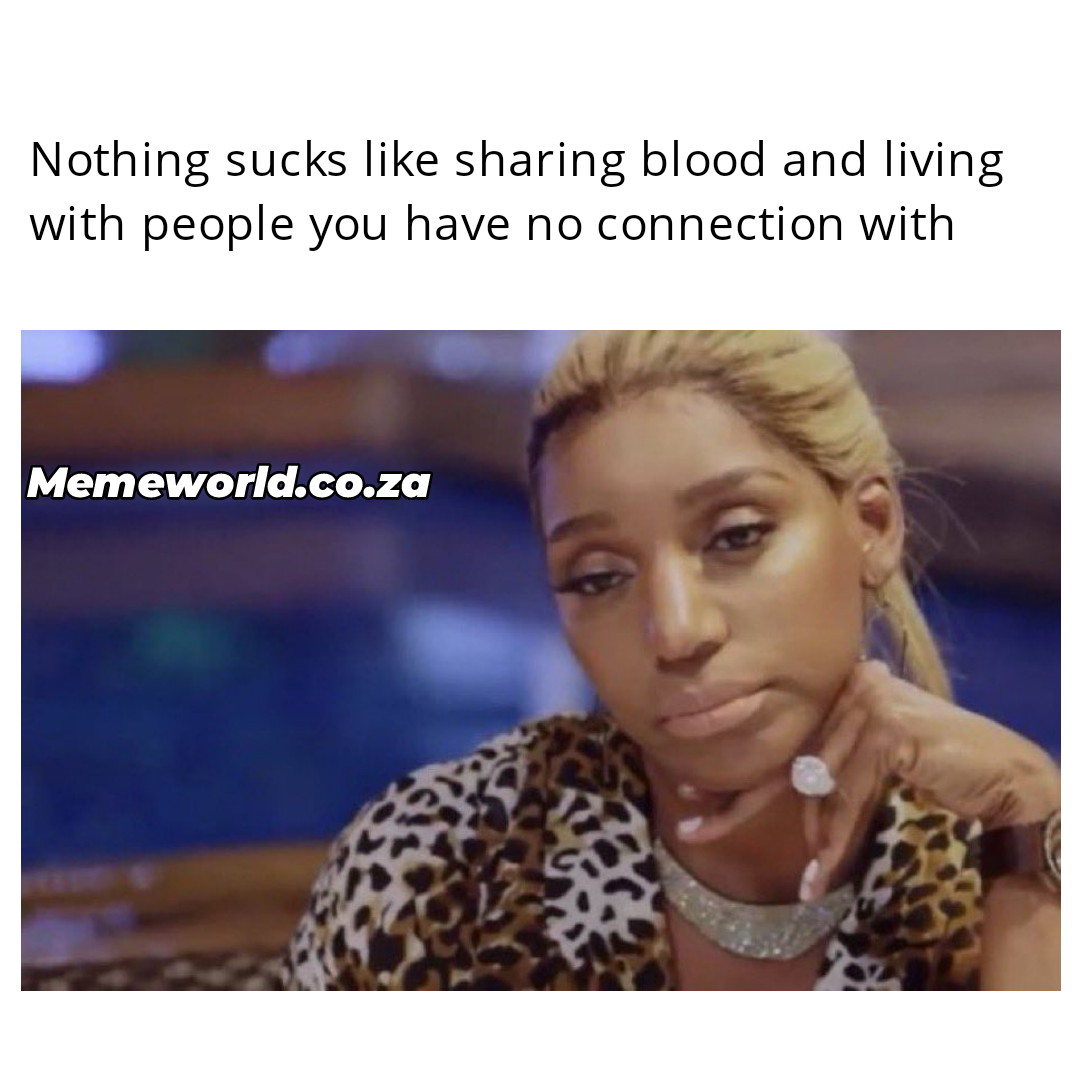 Nothing sucks like sharing blood and living
with people you have no connection with
Memeworld.co.za